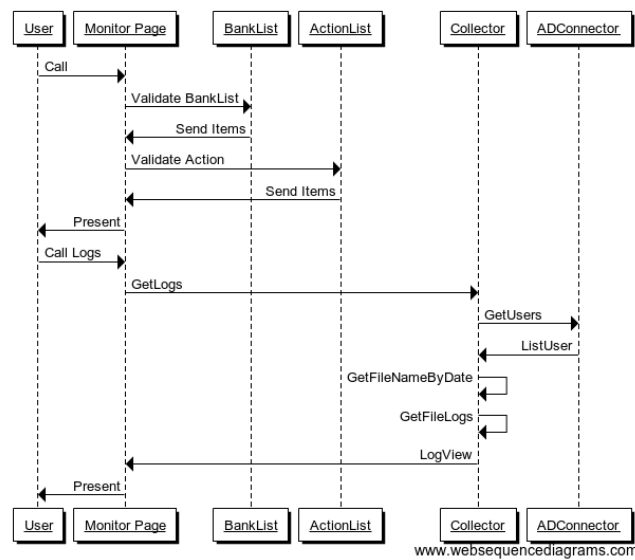 User Monitor Page BankList ActionList Collector ADConnector
Call
Validate BankList
Send Items
Validate Action
Send Items
Present
Call Logs
GetLogs
GetUsers
ListUser
GetFileNameByDate
GetFileLogs
LogView
Present
User Monitor Page BankList ActionList Collector ADConnector
www.websequencediagrams.com